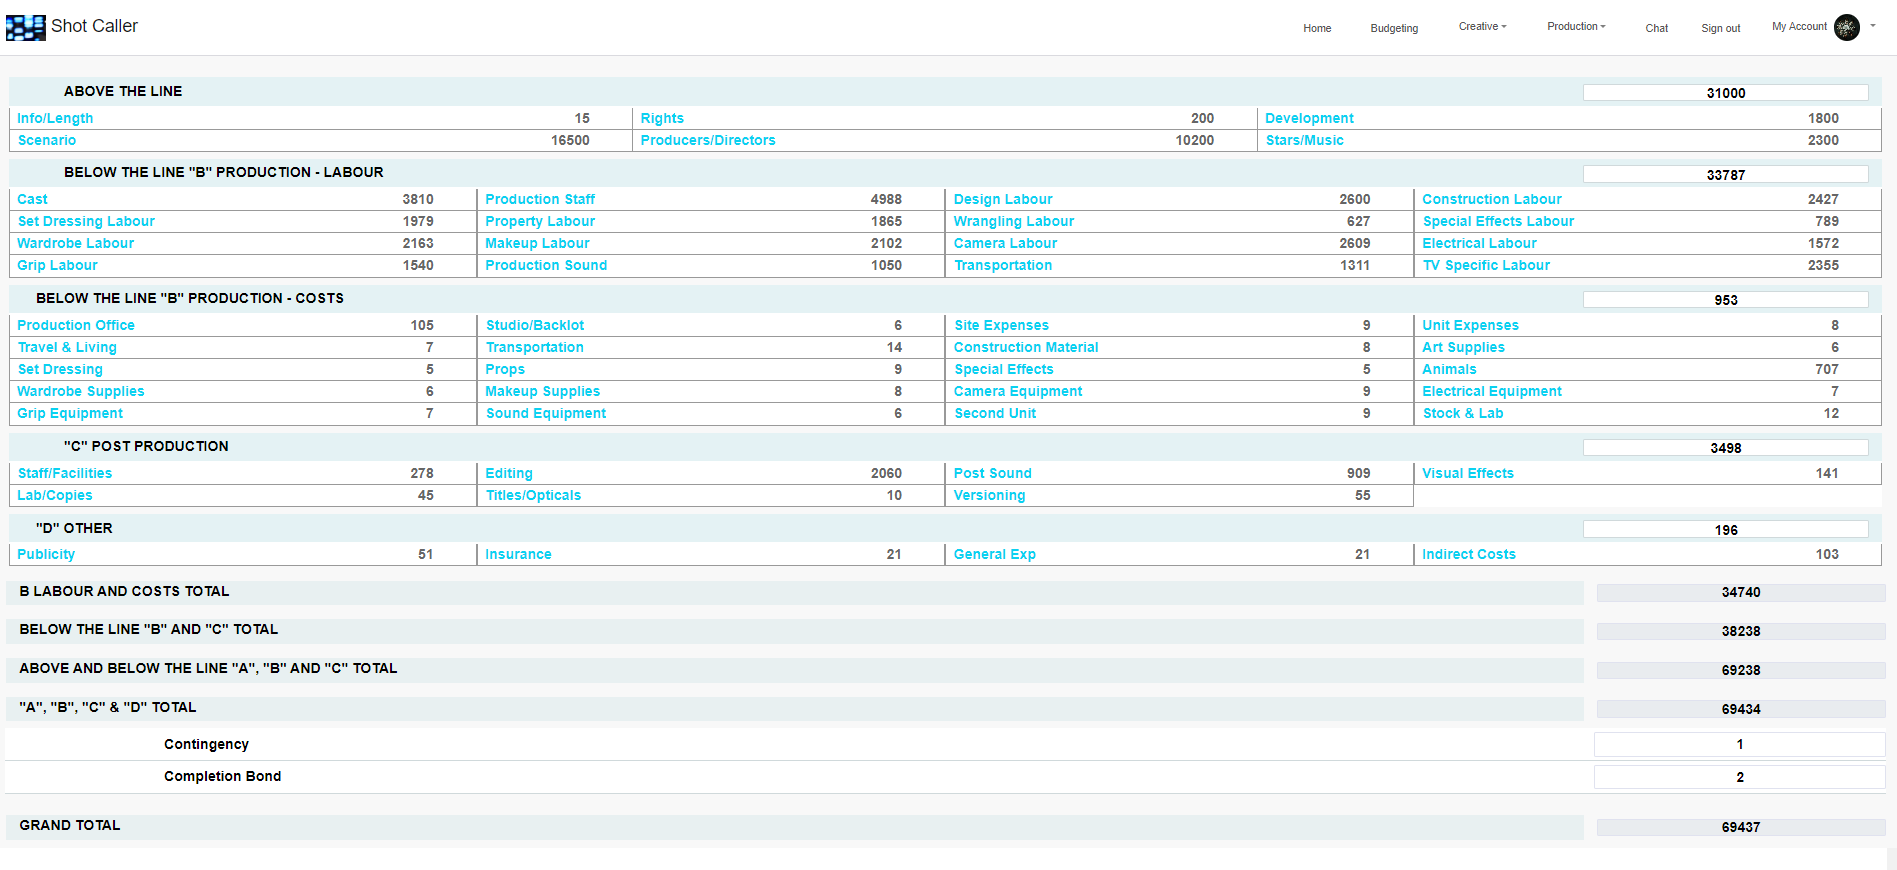 Shot Caller Home Budgeting Creative Production Chat Sign out My Account
ABOVE THE LINE 31000
Info/Length 15 Rights 200 Development 1800
Scenario 16500 Producers/Directors 10200 Stars/Music 2300
BELOW THE LINE "B" PRODUCTION - LABOUR 33787
Cast 3810 Production Staff 4988 Design Labour 2600 Construction Labour 2427
Set Dressing Labour 1979 Property Labour 1865 Wrangling Labour 627 Special Effects Labour 789
Wardrobe Labour 2163 Makeup Labour 2102 Camera Labour 2609 Electrical Labour 1572
Grip Labour 1540 Production Sound 1050 Transportation 1311 TV Specific Labour 2355
BELOW THE LINE "B" PRODUCTION - COSTS 953
Production Office 105 Studio/Backlot 6 Site Expenses 9 Unit Expenses 8
Travel & Living 7 Transportation 14 Construction Material 8 Art Supplies 6
Set Dressing 5 Props 9 Special Effects 5 Animals 707
Wardrobe Supplies 6 Makeup Supplies 8 Camera Equipment 9 Electrical Equipment 7
Grip Equipment 7 Sound Equipment 6 Second Unit 9 Stock & Lab 12
"C" POST PRODUCTION 3498
Staff/Facilities 278 Editing 2060 Post Sound 909 Visual Effects 141
Lab/Copies 45 Titles/Opticals 10 Versioning 55
"D" OTHER 196
Publicity 51 Insurance 21 General Exp 21 Indirect Costs 103
B LABOUR AND COSTS TOTAL 34740
BELOW THE LINE "B" AND "C" TOTAL 38238
ABOVE AND BELOW THE LINE "A", "B" AND "C" TOTAL 69238
"A", "B", "C" & "D" TOTAL 69434
Contingency 1
Completion Bond 2
GRAND TOTAL 69437